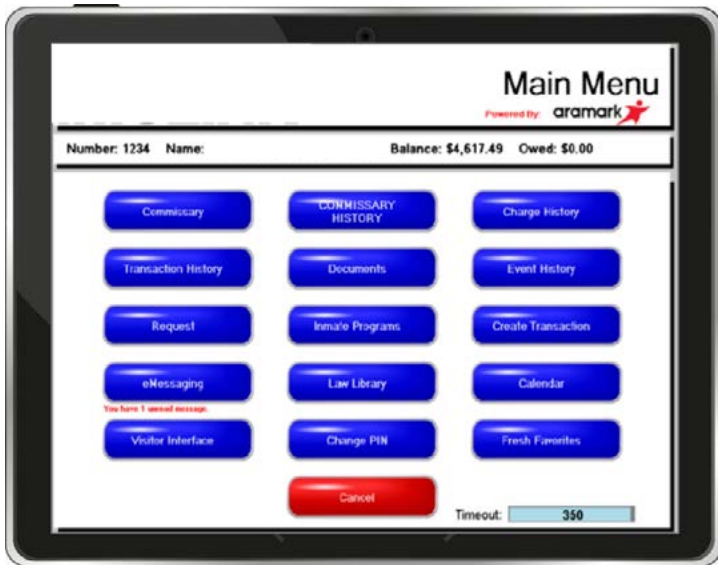 Main Menu
Powered By: aramark
Number: 1234 Name: Balance: $4,617.49 Owed: $0.00
Commissary COMMISSARY HISTORY Charge History
Transaction History Documents Event History
Request Inmate Programs Create Transaction
eMessaging Law Library Calendar
You have 1 unread message.
Visitor Interface Change PIN Fresh Favorites
Cancel
Timeout: 350